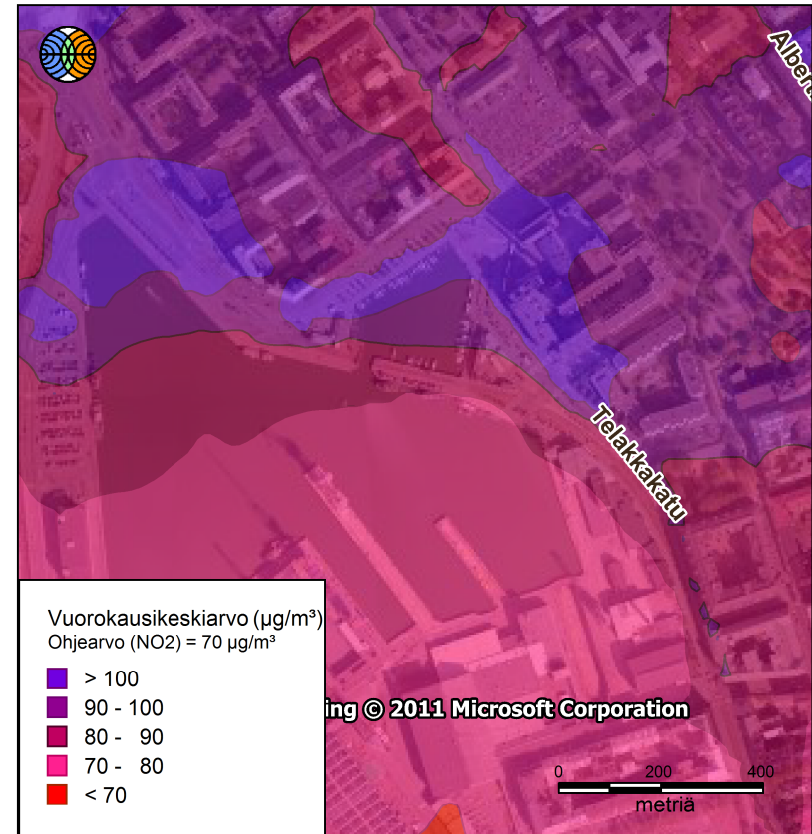 Albert
Telakkakatu
Vuorokausikeskiarvo (µg/m³)
Ohjearvo (NO2) = 70 µg/m³
> 100
90 - 100
80 - 90
70 - 80
< 70
ing © 2011 Microsoft Corporation
0 200 400
metriä